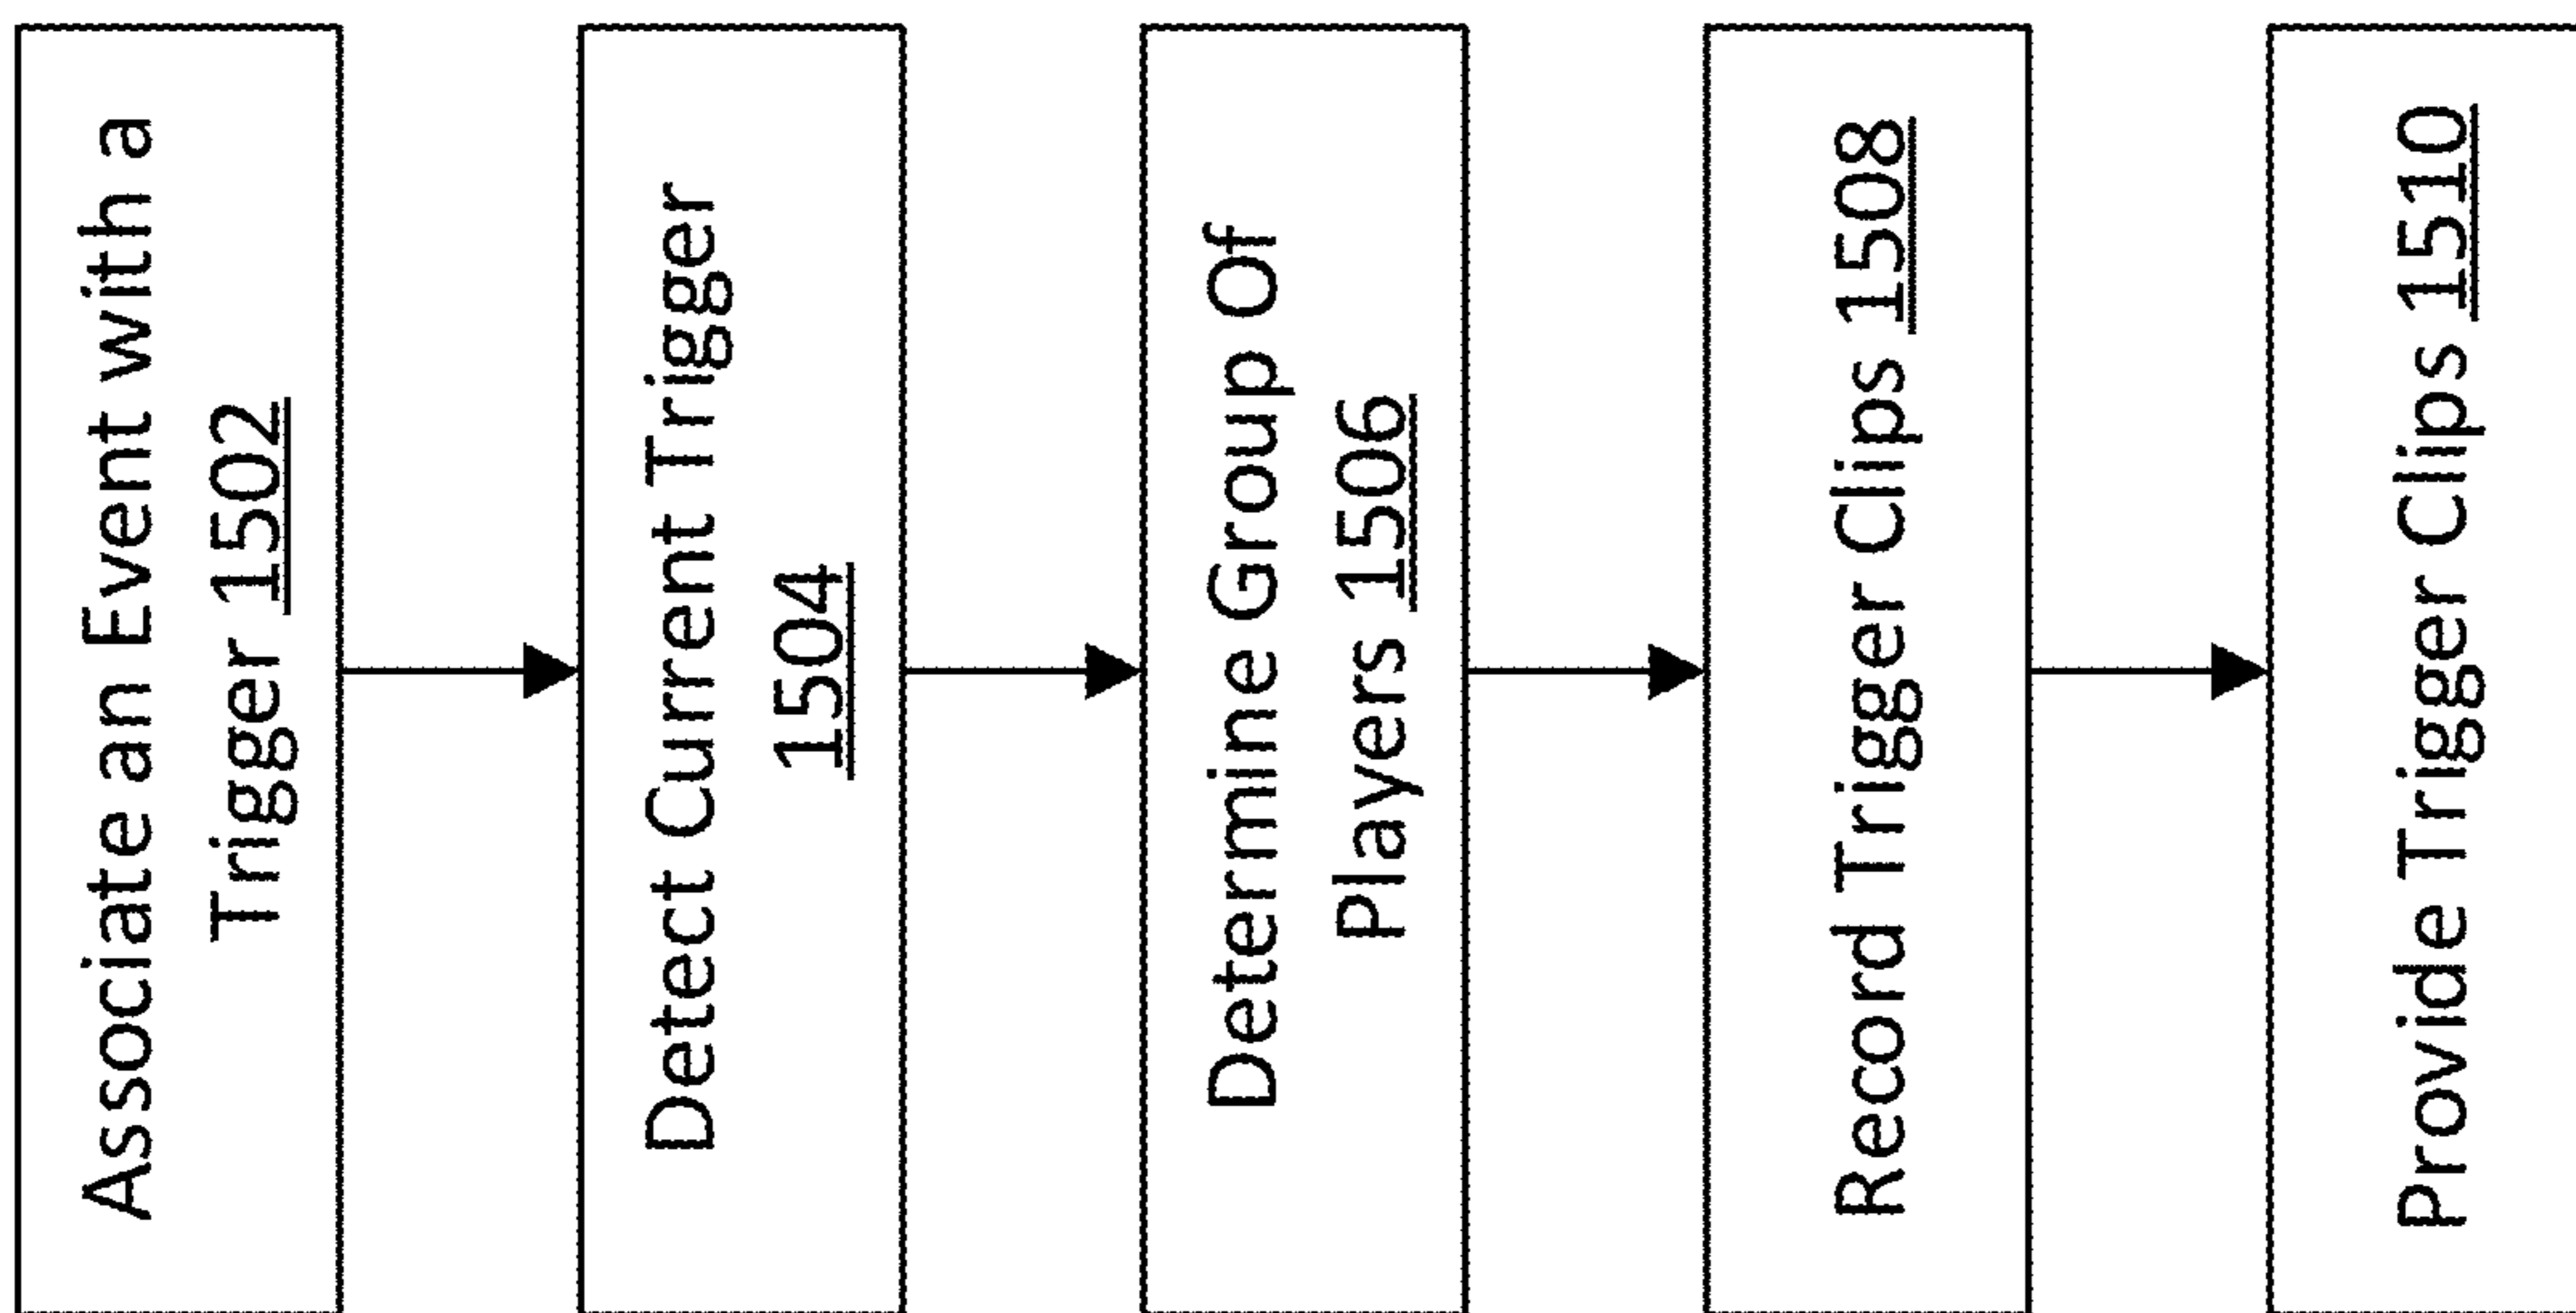 Associate an Event with a
Trigger 1502
Detect Current Trigger
1504
Determine Group Of
Players 1506
Record Trigger Clips 1508
Provide Trigger Clips 1510